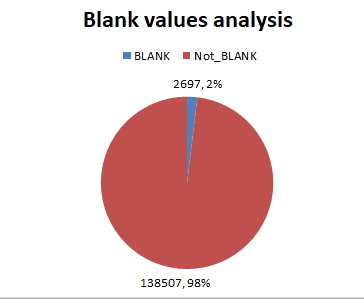 Blank values analysis
BLANK Not_BLANK
2697, 2%
138507, 98%